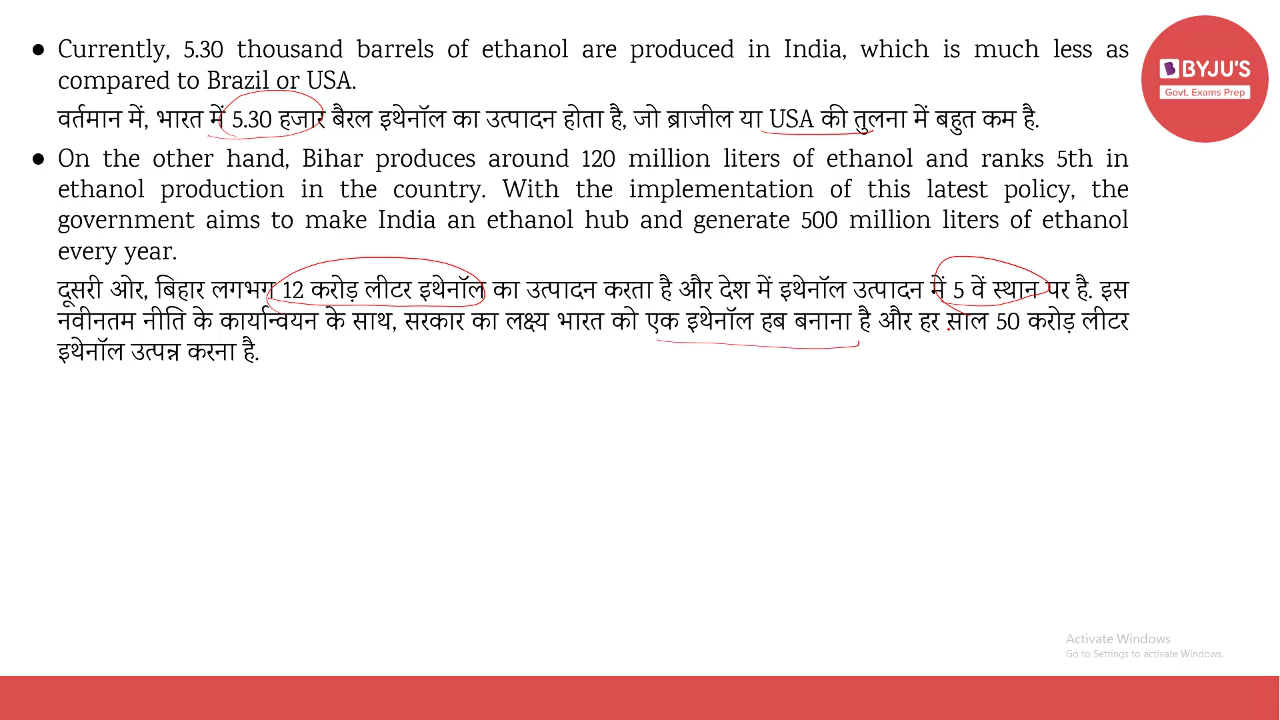 ● Currently, 5.30 thousand barrels of ethanol are produced in India, which is much less as
compared to Brazil or USA.
वर्तमान में, भारत में 5.30 हजार बैरल इथेनॉल का उत्पादन होता है, जो ब्राजील या USA की तुलना में बहुत कम है.
● On the other hand, Bihar produces around 120 million liters of ethanol and ranks 5th in
ethanol production in the country. With the implementation of this latest policy, the
government aims to make India an ethanol hub and generate 500 million liters of ethanol
every year.
दूसरी ओर, बिहार लगभग 12 करोड़ लीटर इथेनॉल का उत्पादन करता है और देश में इथेनॉल उत्पादन में 5 वें स्थान पर है. इस
नवीनतम नीति के कार्यान्वयन के साथ, सरकार का लक्ष्य भारत को एक इथेनॉल हब बनाना है और हर साल 50 करोड़ लीटर
इथेनॉल उत्पन्न करना है.
BYJU'S
Govt. Exams Prep
Activate Windows
Go to Settings to activate Windows.